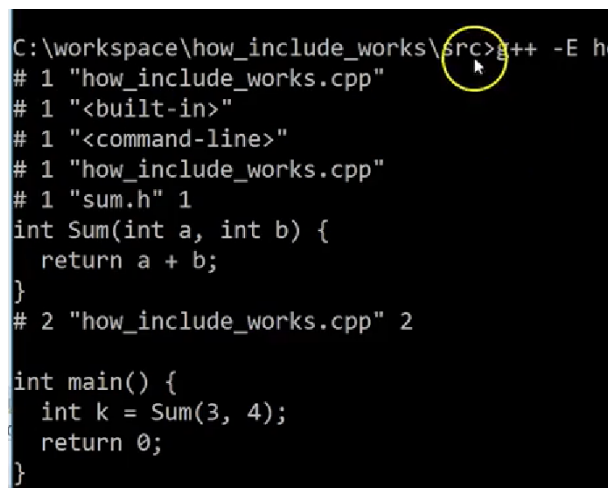 C:\workspace\how_include_works\src>g++ -E
# 1 "how_include_works.cpp"
# 1 "<built-in>"
# 1 "<command-line>"
# 1 "how_include_works.cpp"
# 1 "sum.h" 1
int Sum(int a, int b) {
  return a + b;
}
# 2 "how_include_works.cpp" 2
int main() {
  int k = Sum(3, 4);
  return 0;
}